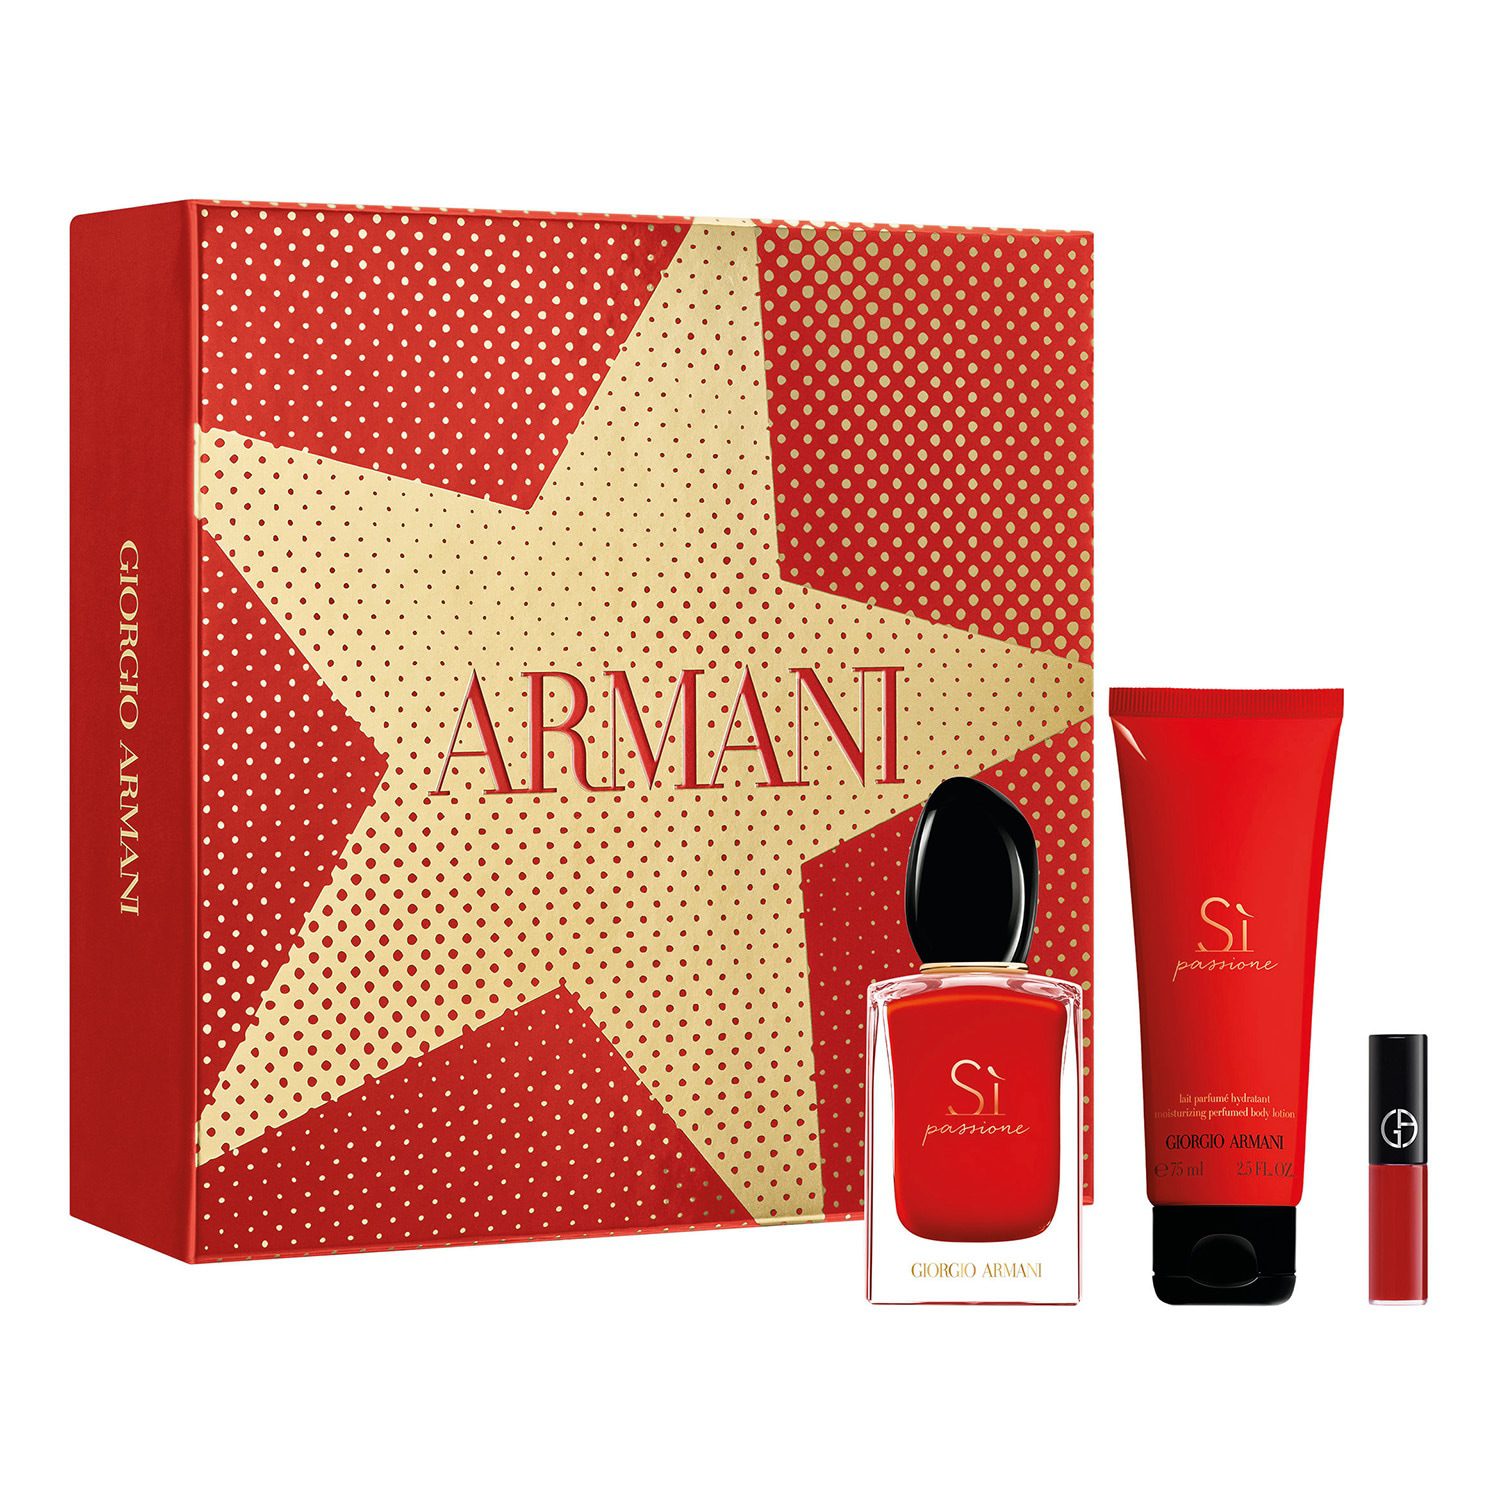 GIORGIO ARMANI
ARMANI
Sì
passione
GIORGIO ARMANI
Sì
passione
lait parfumé hydratant
moisturizing perfumed body lotion
GIORGIO ARMANI
℮ 75 ml 2.5 FL. OZ.
GA